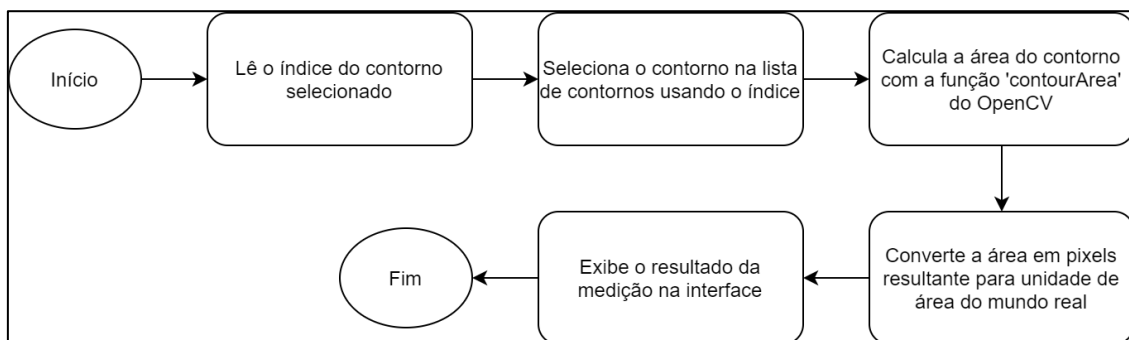 Início
Lê o índice do contorno
selecionado
Seleciona o contorno na lista
de contornos usando o índice
Calcula a área do contorno
com a função 'contourArea'
do OpenCV
Converte a área em pixels
resultante para unidade de
área do mundo real
Exibe o resultado da
medição na interface
Fim